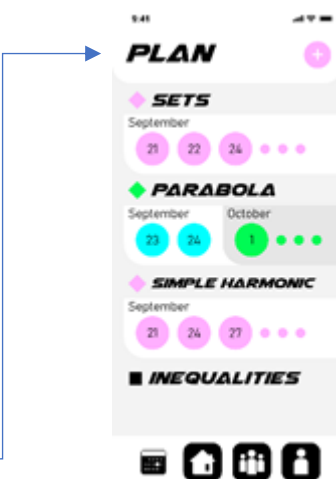 9:41
PLAN
SETS
September
21 22 24
PARABOLA
September October
23 24 1
SIMPLE HARMONIC
September
21 24 27
INEQUALITIES